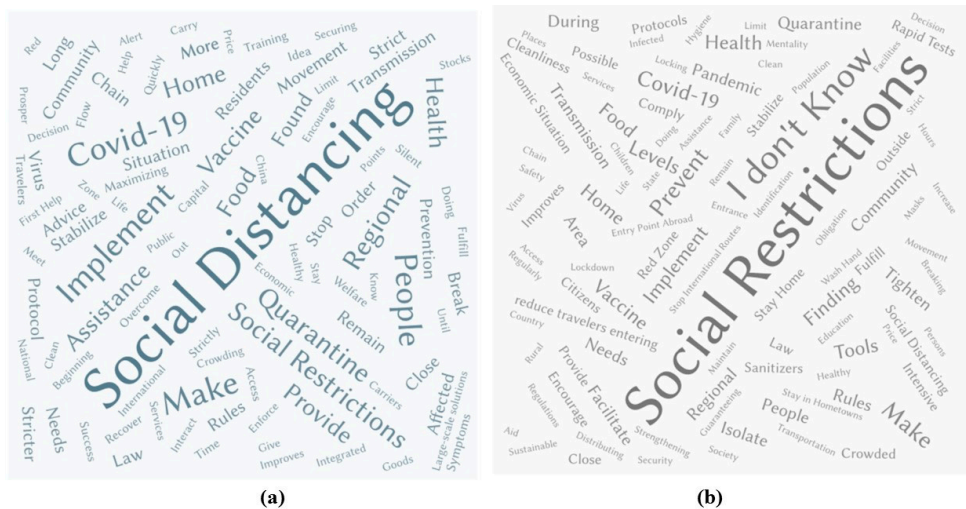 Red
Long
Community
Alert
Help
Carry
Quickly
More
Price
Training
Idea
Securing
Strict
Transmission
Stocks
Prosper
Decision
Flow
Chain
Home
Residents
Movement
Limit
Encourage
Found
Health
Covid-19
Situation
Maximizing
Vaccine
Virus
Travelers
Zone
Life
Capital
Food
China
Points
Silent
First Help
Advice
Stabilize
Implement
Public
Out
Social Distancing
Stop
Order
Regional
Prevention
Doing
Fulfill
Meet
Protocol
Assistance
Overcome
Economic
Healthy
Stay
Welfare
Know
People
Break
Until
National
Clean
Beginning
International
Strictly
Crowding
Quarantine
Social Restrictions
Remain
Carriers
Close
Affected
Large-scale solutions
Symptoms
Stricter
Needs
Success
Law
Recover
Services
Make
Interact
Rules
Time
Access
Enforce
Provide
Give
Improves
Integrated
Goods
(a)
During
Places
Cleanliness
Possible
Protocols
Infected
Hygiene
Health
Limit
Mentality
Quarantine
Decision
Rapid Tests
Facilities
Economic Situation
Services
Transmission
Locking
Pandemic
Clean
Covid-19
Comply
Population
Stabilize
I don't Know
Strict
Hours
Food
Children
Levels
Doing
Assistance
Family
Life
Safe
Prevent
Remain
Chain
Safety
Virus
Improves
Home
Entry Point Abroad
Entrance
Identification
Outside
Community
Obligation
Masks
Increase
Area
Red Zone
Implement
Stop International Routes
Social Restrictions
Access
Regularly
Lockdown
Citizens
Vaccine
Stay Home
Wash Hand
Finding
Fulfill
Movement
Breaking
Tighten
reduce travelers entering
Country
Needs
Education
Price
Social Distancing
Persons
Rural
Provide
Facilitate
Encourage
Regulations
Maintain
Regional
Guaranteeing
Law
Sanitizers
Healthy
Tools
Intensive
Stay in Hometowns
People
Rules
Make
Isolate
Transportation
Crowded
Aid
Sustainable
Distributing
Strengthening
Close
Security
Society
(b)